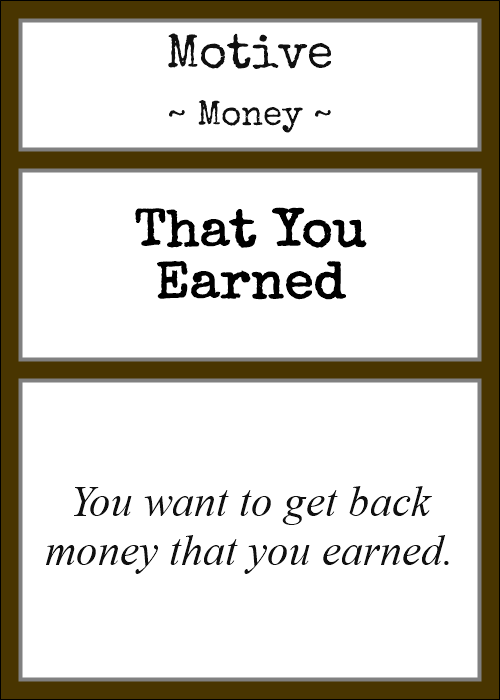 Motive
~ Money ~
That You
Earned
You want to get back
money that you earned.